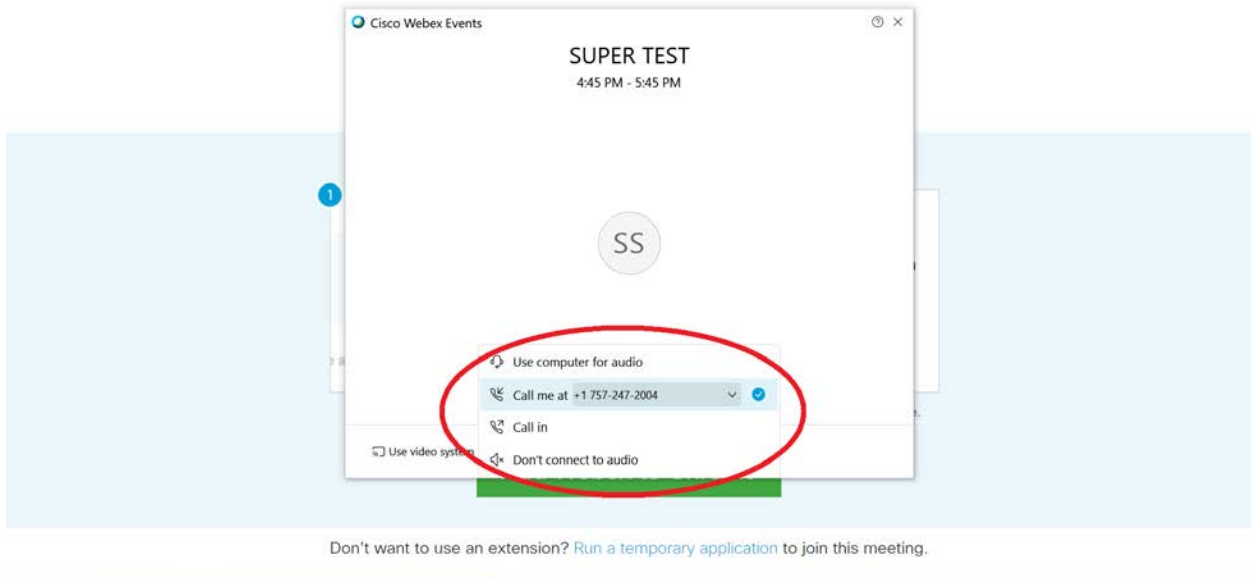 Cisco Webex Events
SUPER TEST
4:45 PM - 5:45 PM
1
SS
Use computer for audio
Call me at +1 757-247-2004
Call in
Use video system
Don't connect to audio
Don't want to use an extension? Run a temporary application to join this meeting.